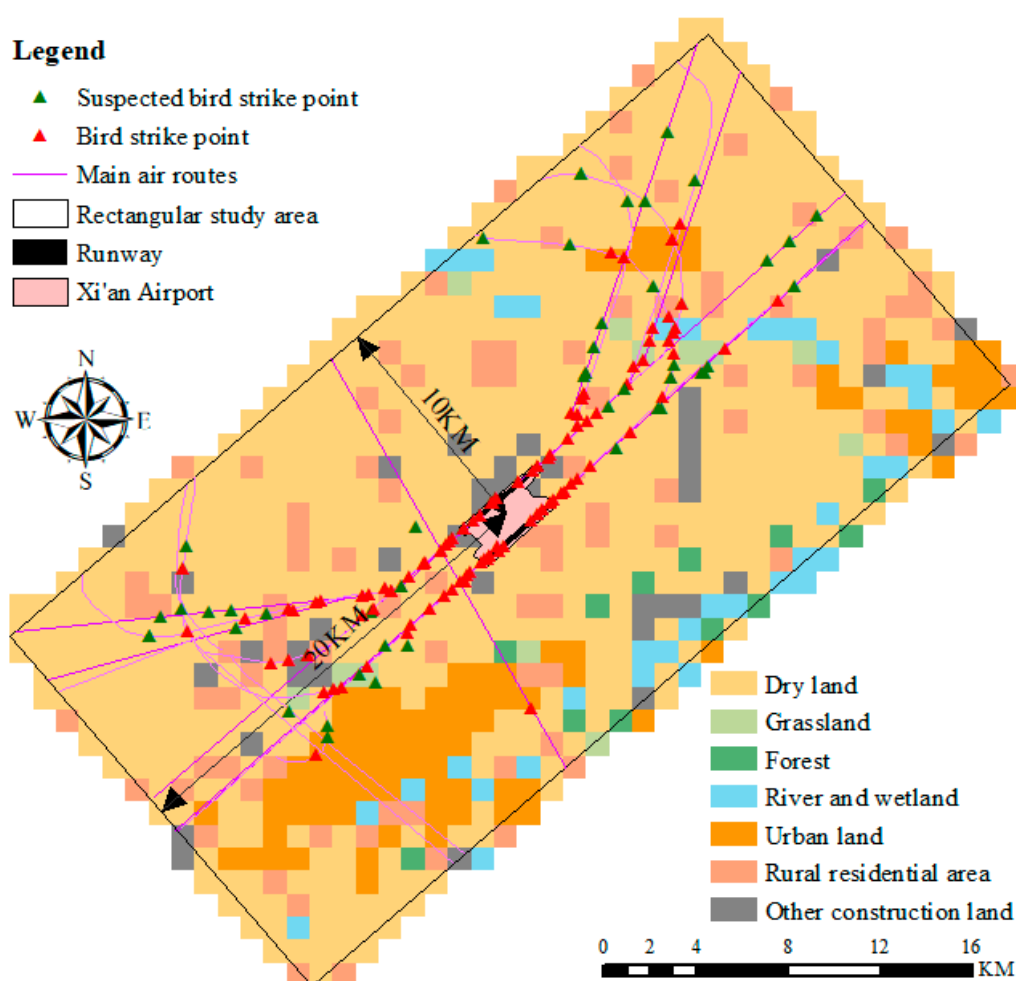 Legend
Suspected bird strike point
Bird strike point
Main air routes
Rectangular study area
Runway
Xi'an Airport
N
W E
S
10KM
20KM
Dry land
Grassland
Forest
River and wetland
Urban land
Rural residential area
Other construction land
0 2 4 8 12 16
KM